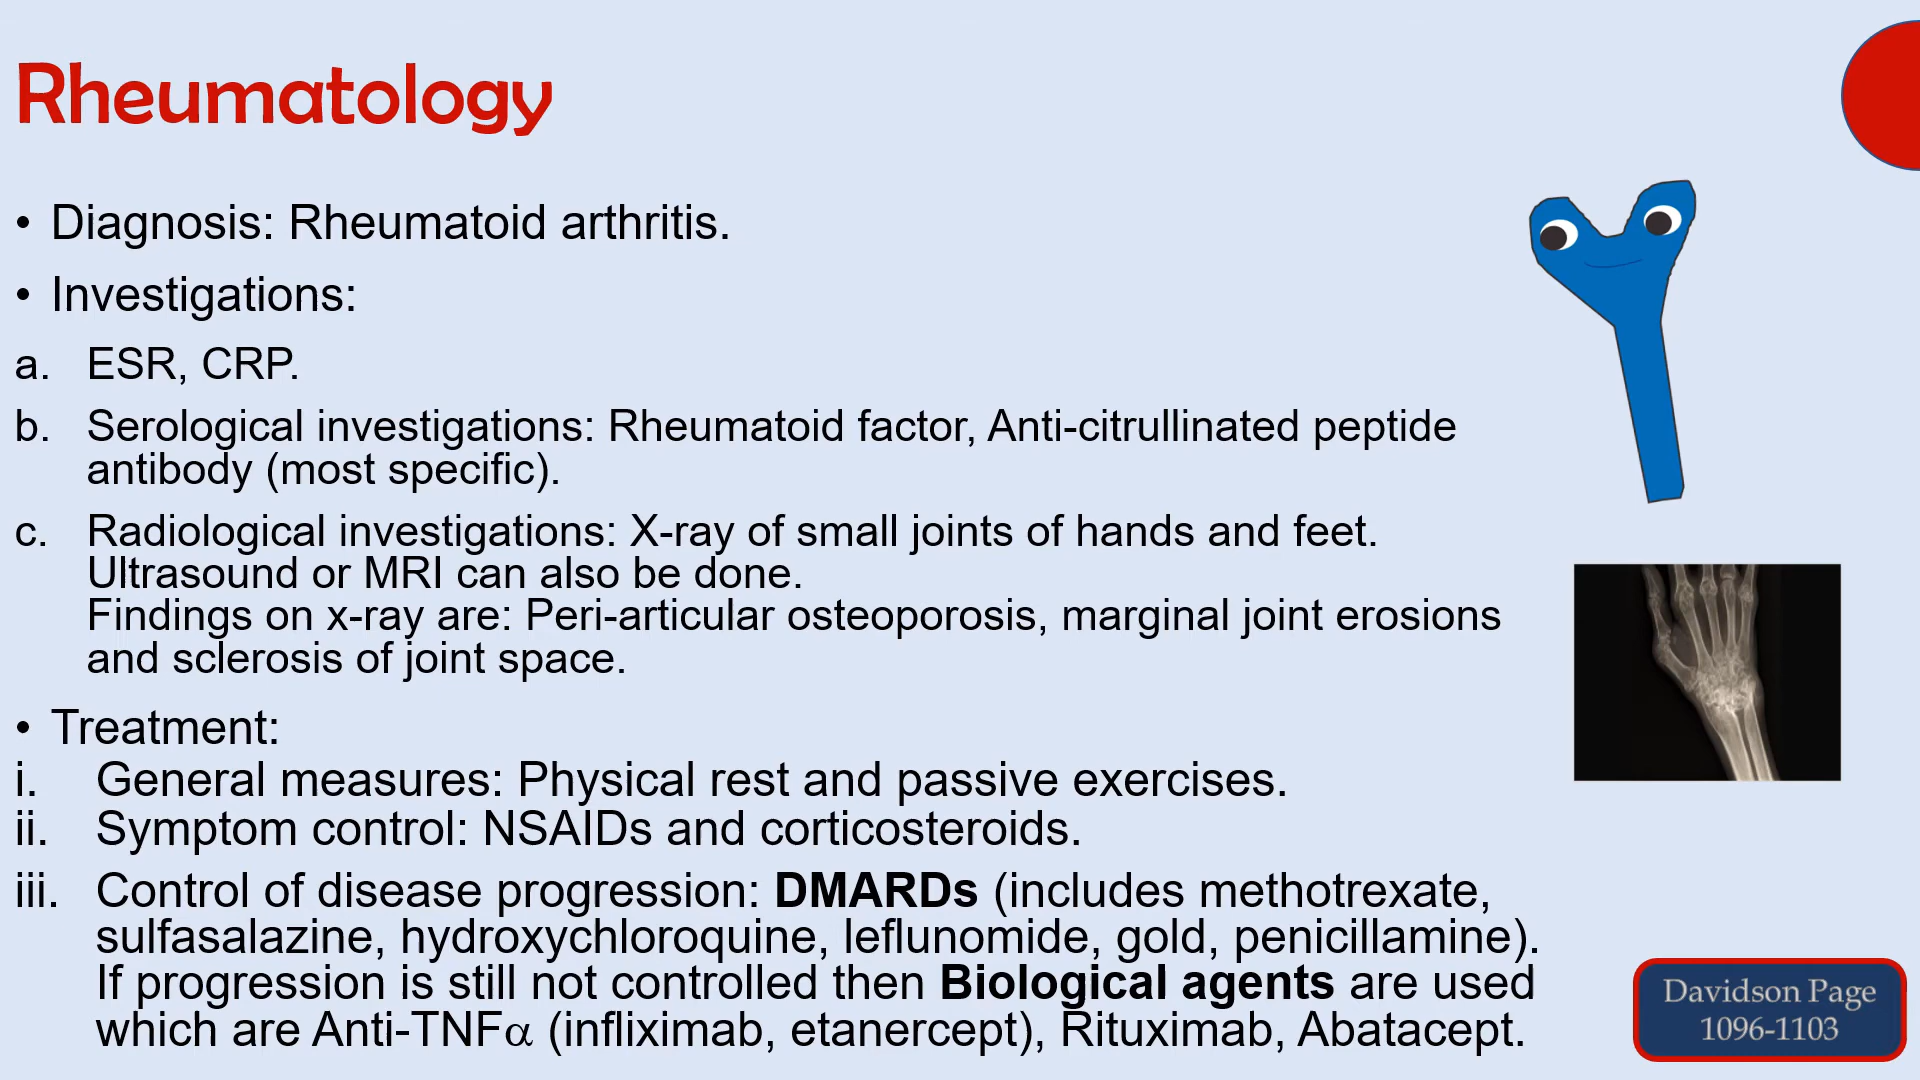 Rheumatology
• Diagnosis: Rheumatoid arthritis.
• Investigations:
a. ESR, CRP.
b. Serological investigations: Rheumatoid factor, Anti-citrullinated peptide
antibody (most specific).
c. Radiological investigations: X-ray of small joints of hands and feet.
Ultrasound or MRI can also be done.
Findings on x-ray are: Peri-articular osteoporosis, marginal joint erosions
and sclerosis of joint space.
• Treatment:
i. General measures: Physical rest and passive exercises.
ii. Symptom control: NSAIDs and corticosteroids.
iii. Control of disease progression: DMARDs (includes methotrexate,
sulfasalazine, hydroxychloroquine, leflunomide, gold, penicillamine).
If progression is still not controlled then Biological agents are used
which are Anti-TNFα (infliximab, etanercept), Rituximab, Abatacept.
Davidson Page
1096-1103